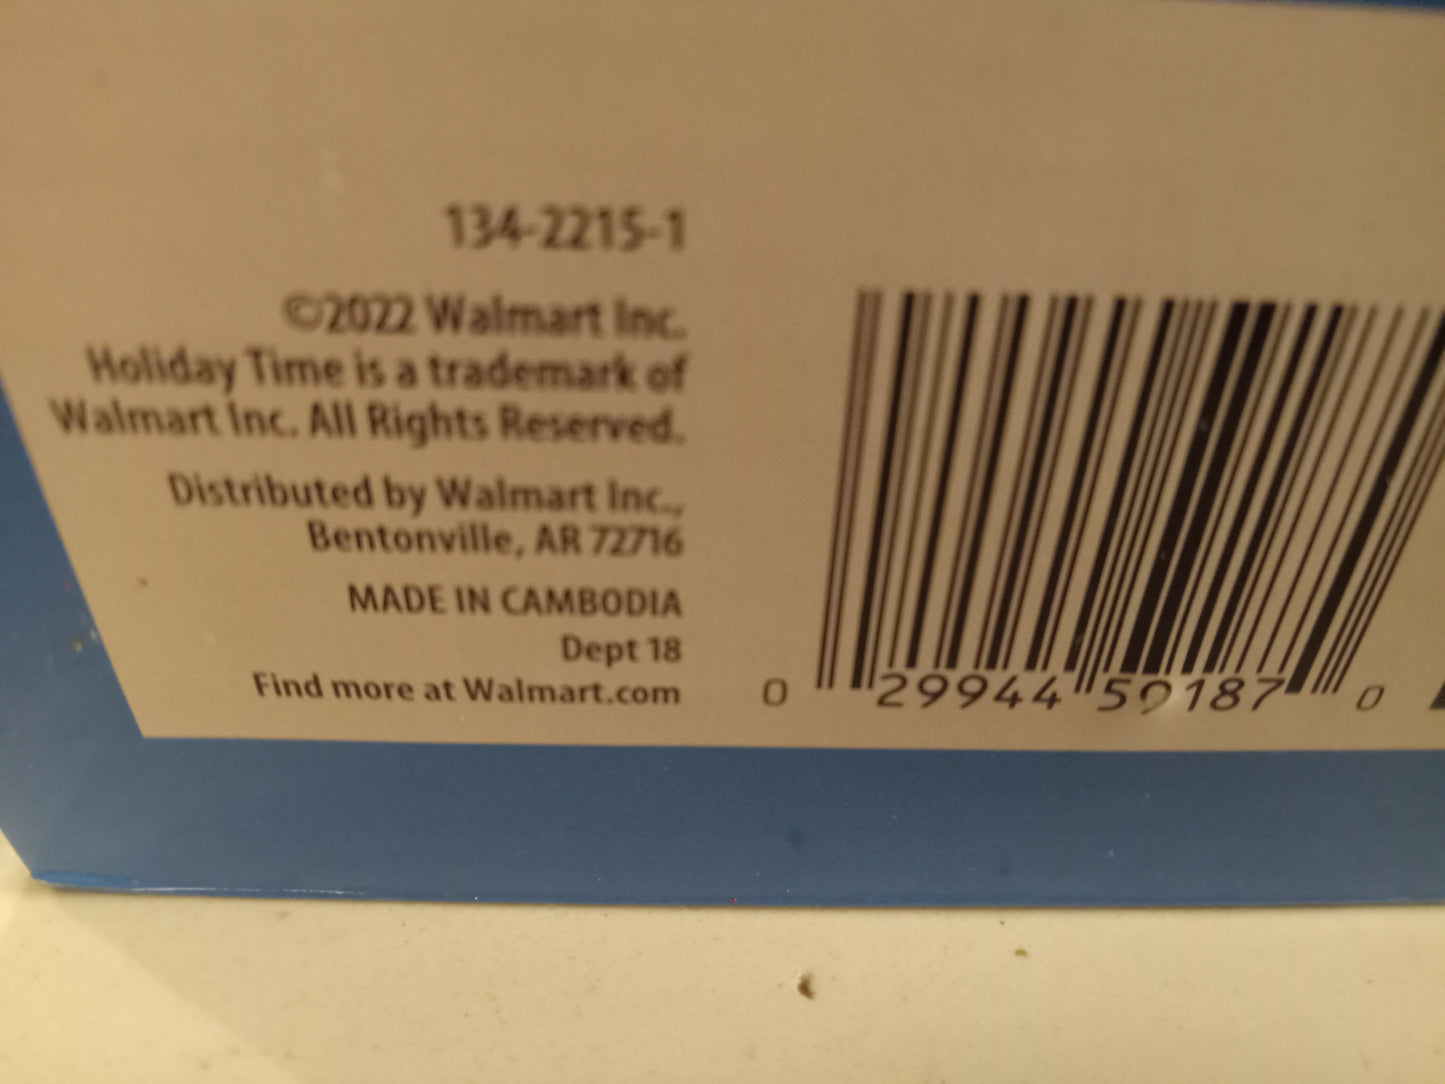 134-2215-1
©2022 Walmart Inc.
Holiday Time is a trademark of
Walmart Inc. All Rights Reserved.
Distributed by Walmart Inc.,
Bentonville, AR 72716
MADE IN CAMBODIA
Dept 18
Find more at Walmart.com
0 29944 59187 0